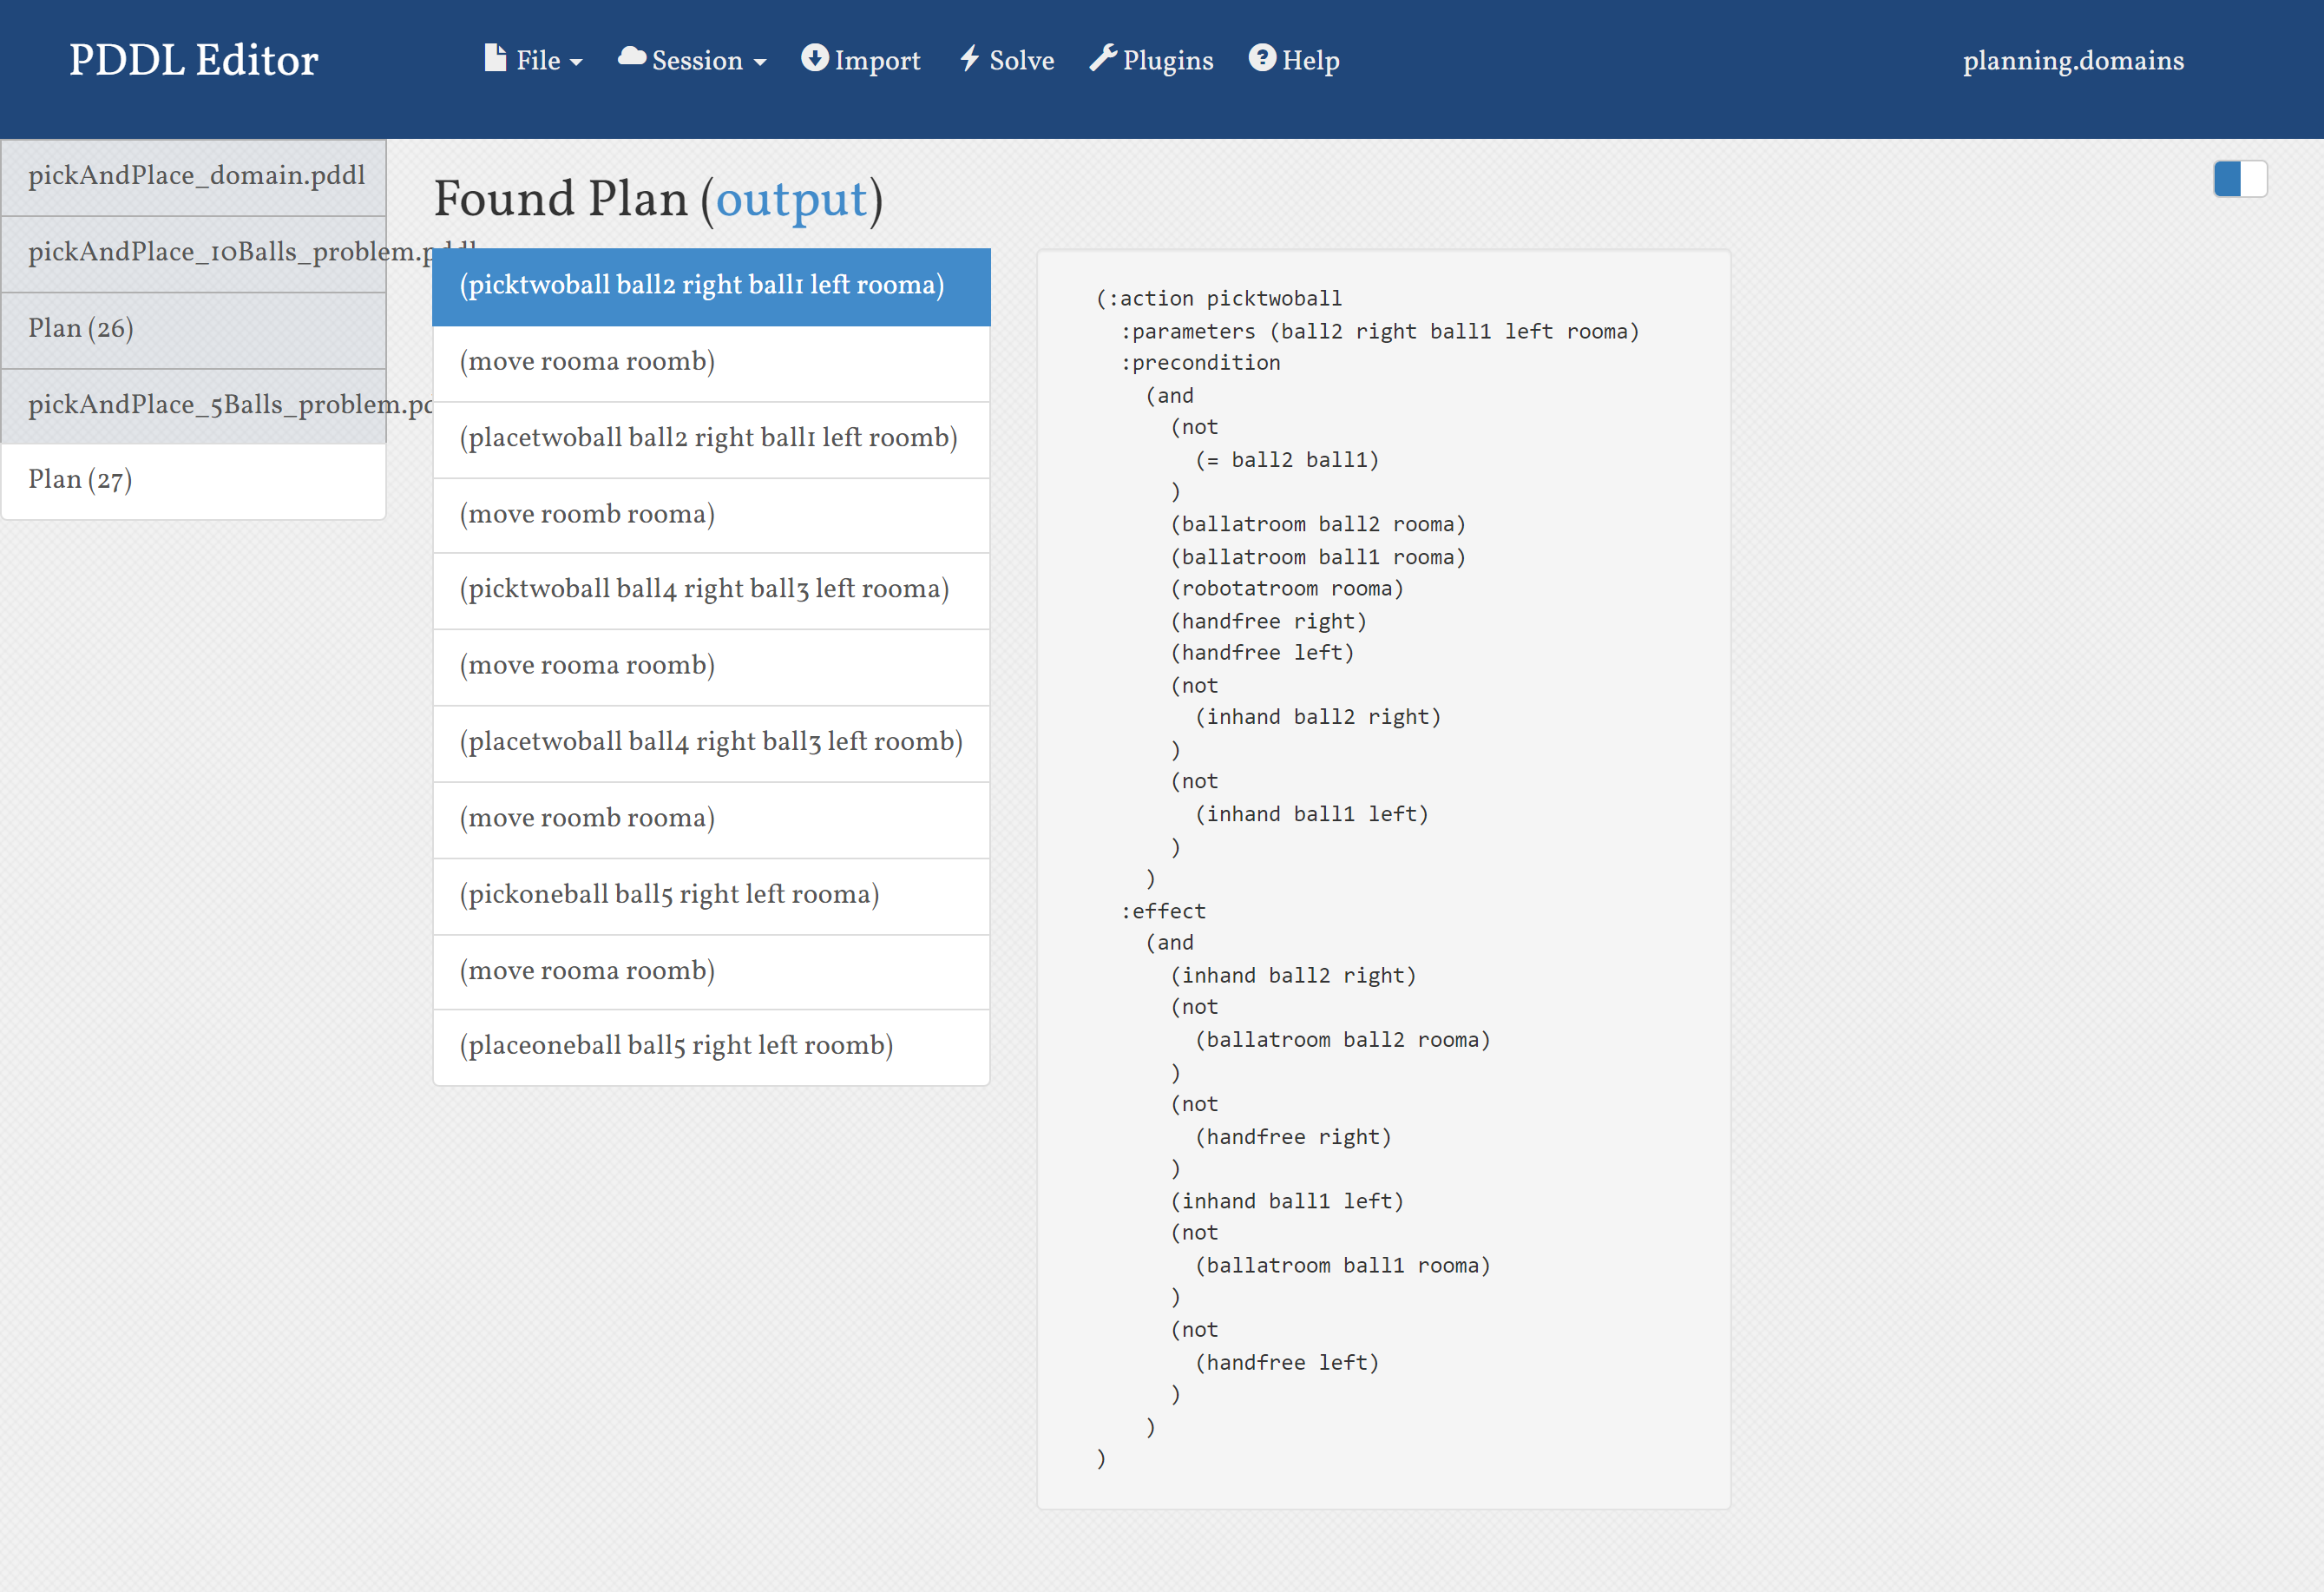 PDDL Editor
File
Session
Import
Solve
Plugins
Help
planning.domains
pickAndPlace_domain.pddl
pickAndPlace_10Balls_problem.pddl
Plan (26)
pickAndPlace_5Balls_problem.pd
Plan (27)
Found Plan (output)
(picktwoball ball2 right ball1 left rooma)
(move rooma roomb)
(placetwoball ball2 right ball1 left roomb)
(move roomb rooma)
(picktwoball ball4 right ball3 left rooma)
(move rooma roomb)
(placetwoball ball4 right ball3 left roomb)
(move roomb rooma)
(pickoneball ball5 right left rooma)
(move rooma roomb)
(placeoneball ball5 right left roomb)
(:action picktwoball
:parameters (ball2 right ball1 left rooma)
:precondition
(and
(not
(= ball2 ball1)
)
(ballatroom ball2 rooma)
(ballatroom ball1 rooma)
(robotatroom rooma)
(handfree right)
(handfree left)
(not
(inhand ball2 right)
)
(not
(inhand ball1 left)
)
)
:effect
(and
(inhand ball2 right)
(not
(ballatroom ball2 rooma)
)
(not
(handfree right)
)
(inhand ball1 left)
(not
(ballatroom ball1 rooma)
)
(not
(handfree left)
)
)
)